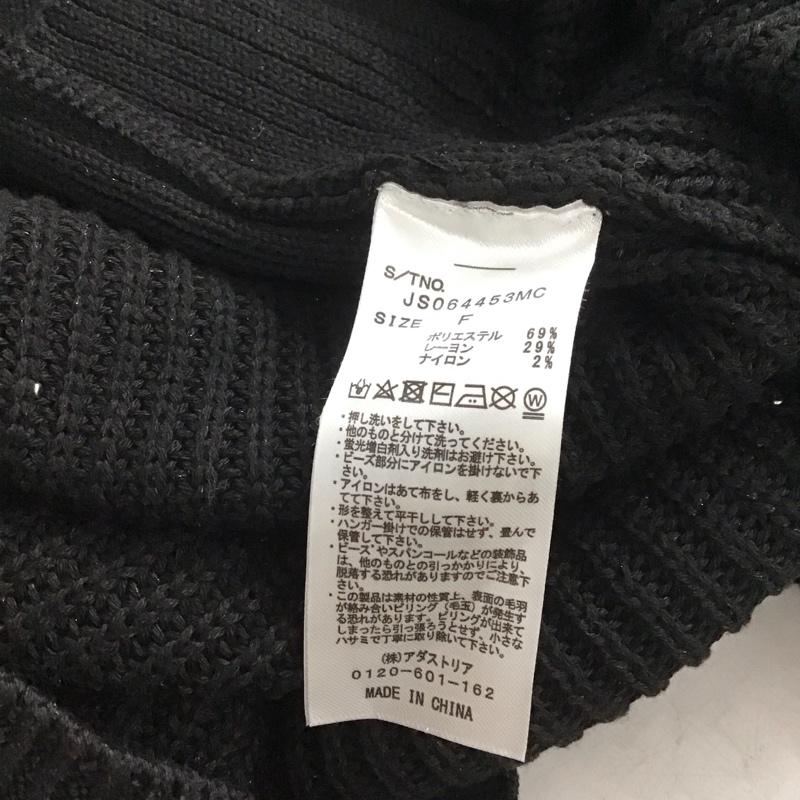 S/TNO.
JS064453MC
SIZE F
ポリエステル 69%
レーヨン 29%
ナイロン 2%
W
・押し洗いをして下さい。
・他のものと分けて洗ってください。
・蛍光増白剤入り洗剤はお避け下さい。
・ビーズ部分にアイロンを掛けないで下
さい。
・アイロンはあて布をし、軽く裏からあ
てて下さい。
・形を整えて平干しして下さい。
・ハンガー掛けでの保管はせず、畳んで
保管して下さい。
・ビーズやスパンコールなどの装飾品
は、他のものとの引っかかりにより、
脱落する恐れがありますのでご注意下
さい。
・この製品は素材の性質上、表面の毛羽
が絡み合いピリング（毛玉）が発生す
る恐れがあります。ピリングが出来て
しまったら引っ張ろうとせず、小さな
ハサミで丁寧に取り除いて下さい。
(株)アダストリア
0120-601-162
MADE IN CHINA